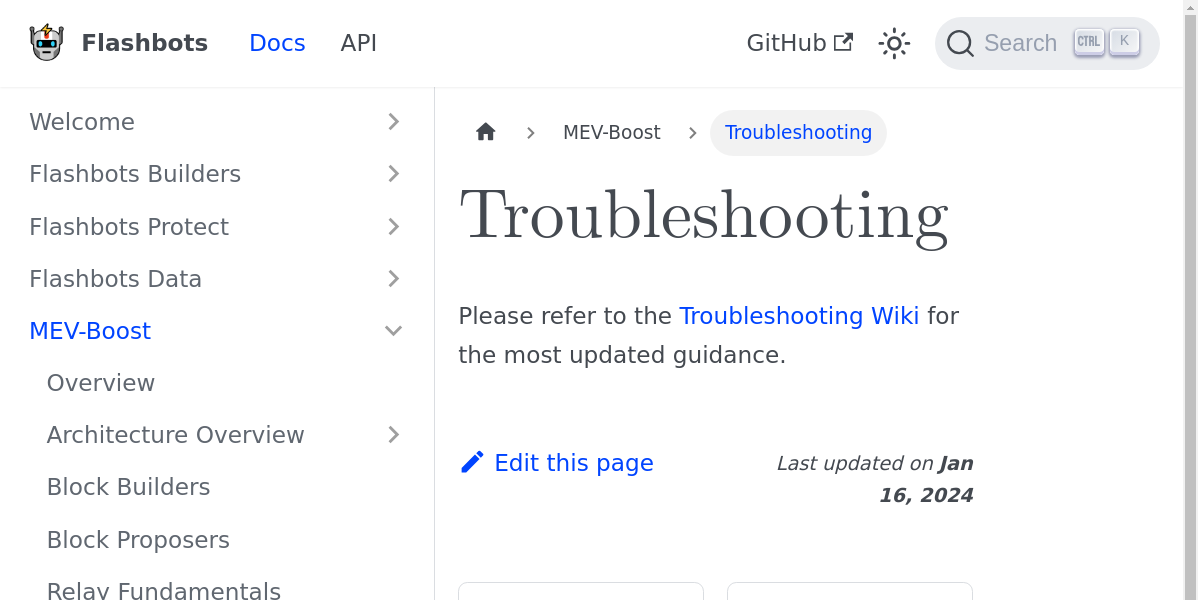 Flashbots
Docs
API
GitHub
Search
CTRL
K
Welcome
Flashbots Builders
Flashbots Protect
Flashbots Data
MEV-Boost
Overview
Architecture Overview
Block Builders
Block Proposers
Relay Fundamentals
MEV-Boost
Troubleshooting
Troubleshooting
Please refer to the Troubleshooting Wiki for
the most updated guidance.
Edit this page
Last updated on Jan
16, 2024